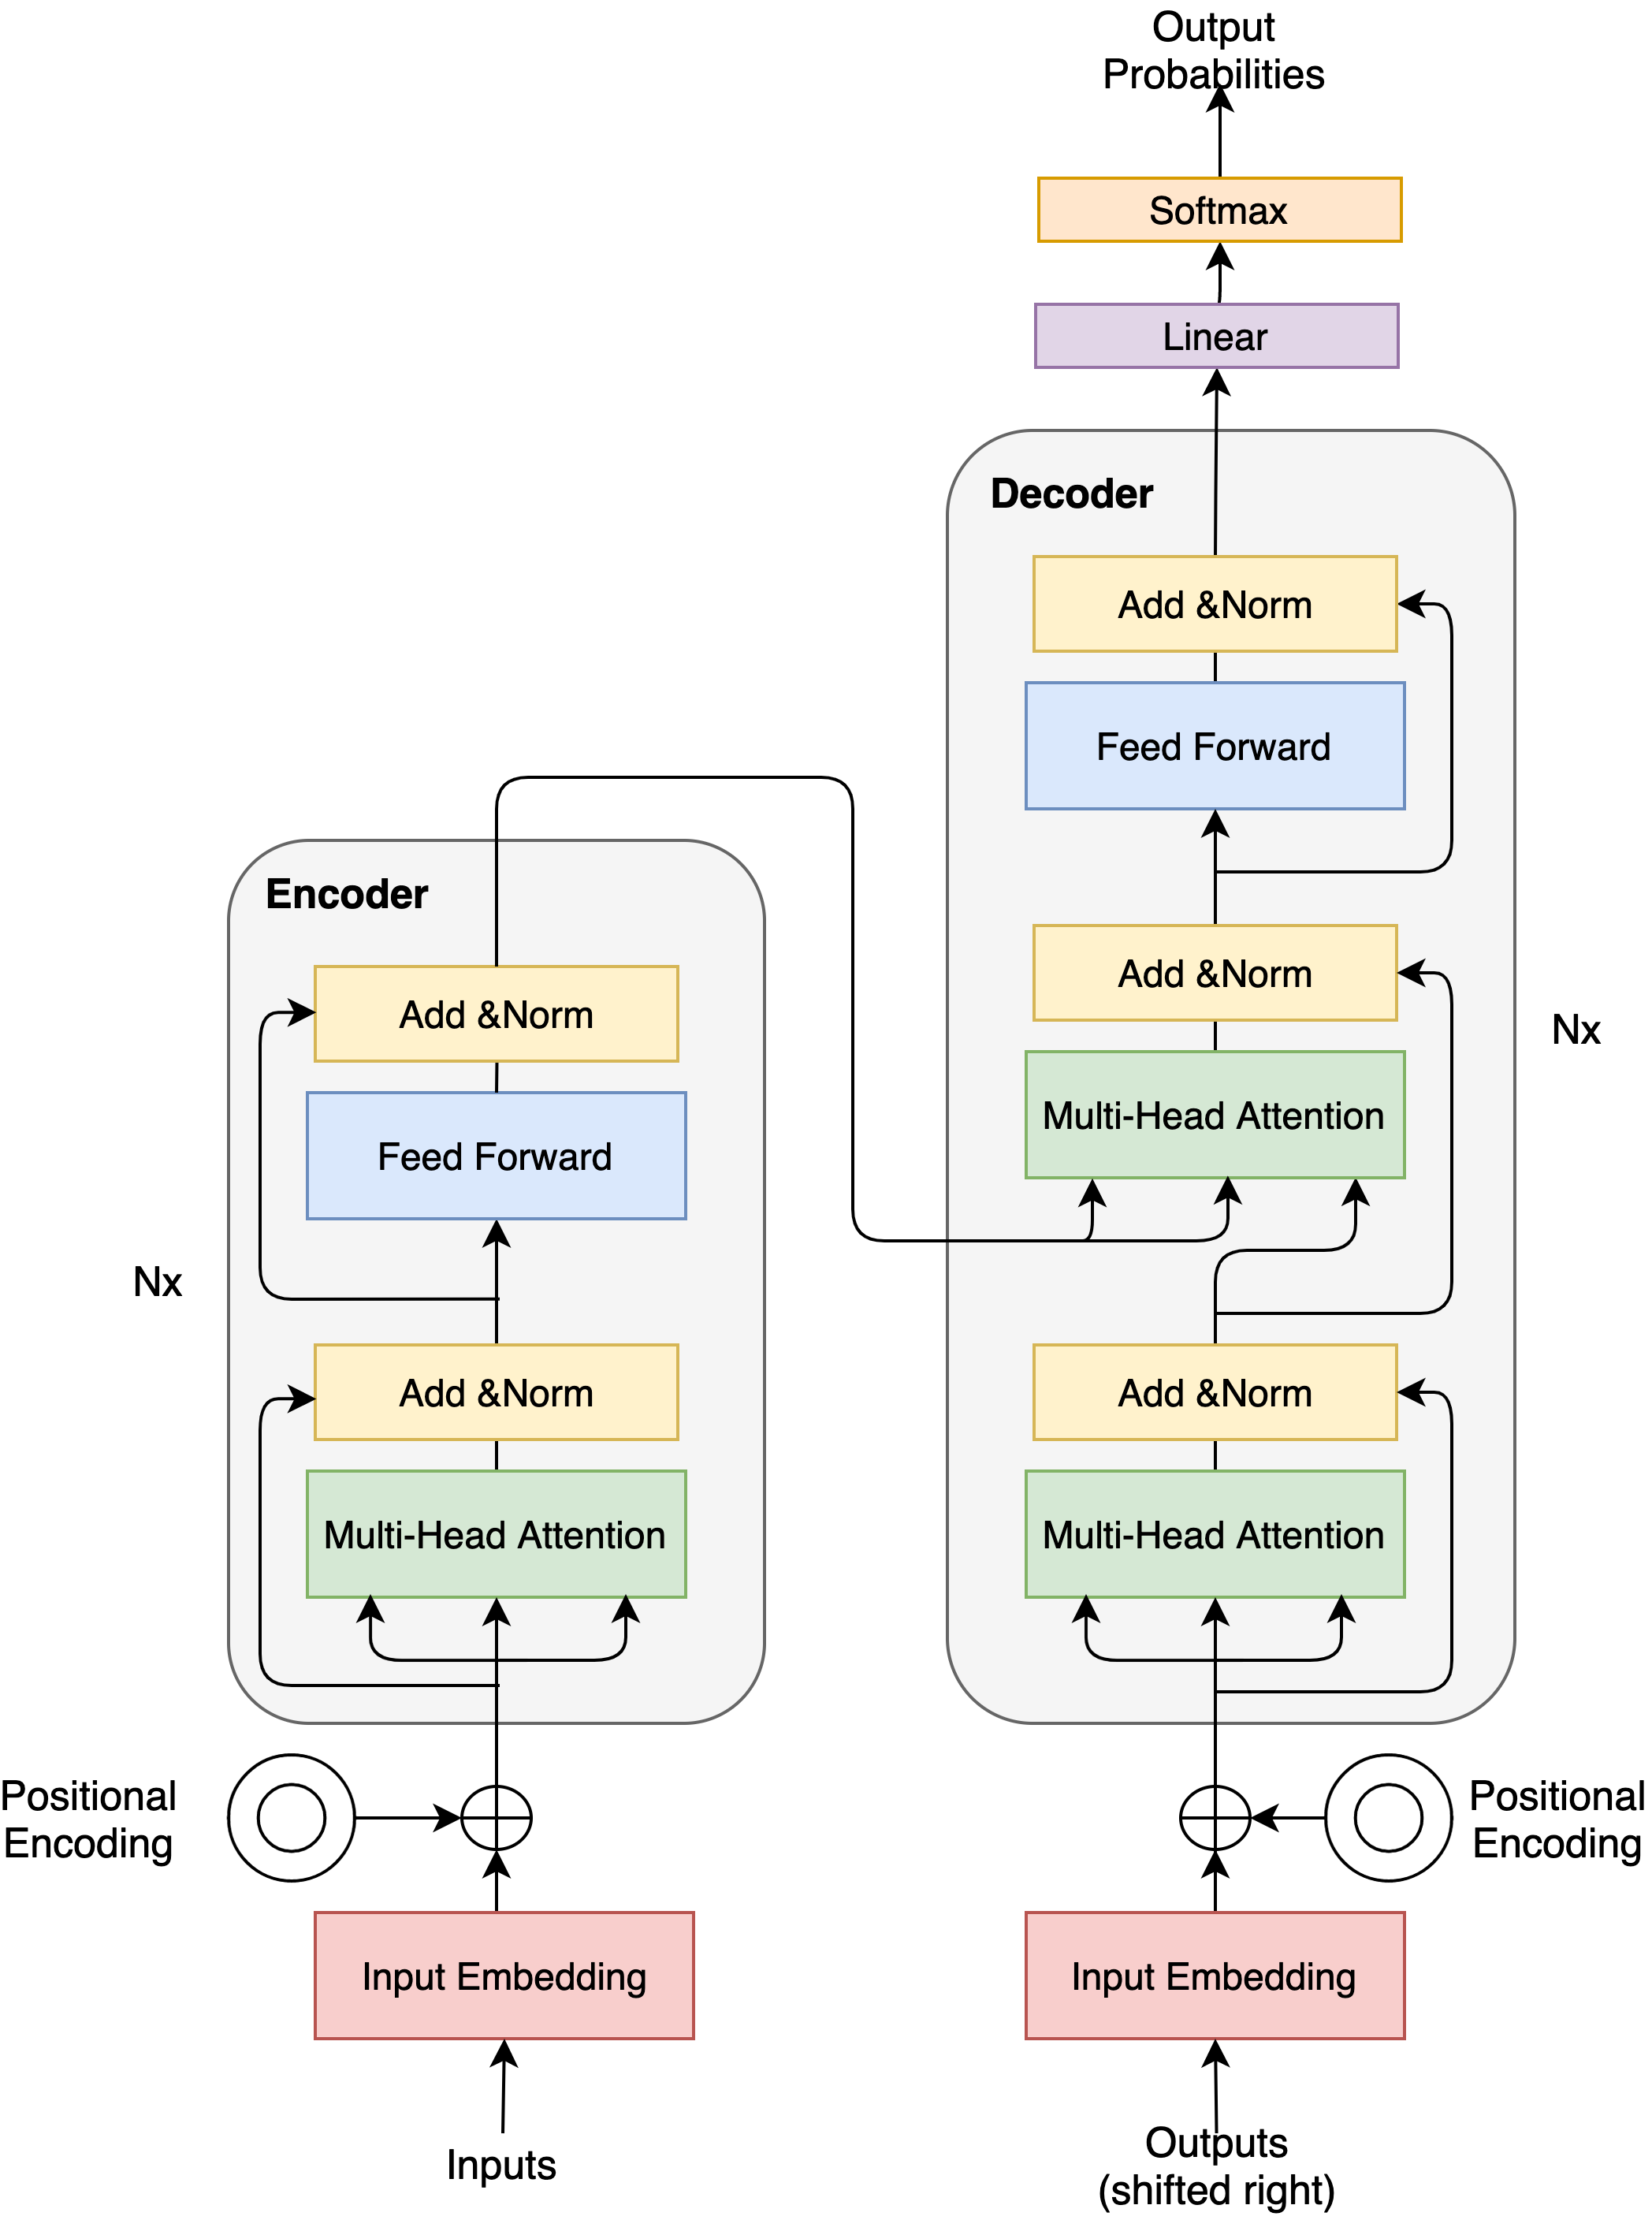 Output
Probabilities
Softmax
Linear
Decoder
Add &Norm
Feed Forward
Add &Norm
Multi-Head Attention
Nx
Add &Norm
Multi-Head Attention
Positional
Encoding
Input Embedding
Outputs
(shifted right)
Encoder
Add &Norm
Feed Forward
Nx
Add &Norm
Multi-Head Attention
Positional
Encoding
Input Embedding
Inputs